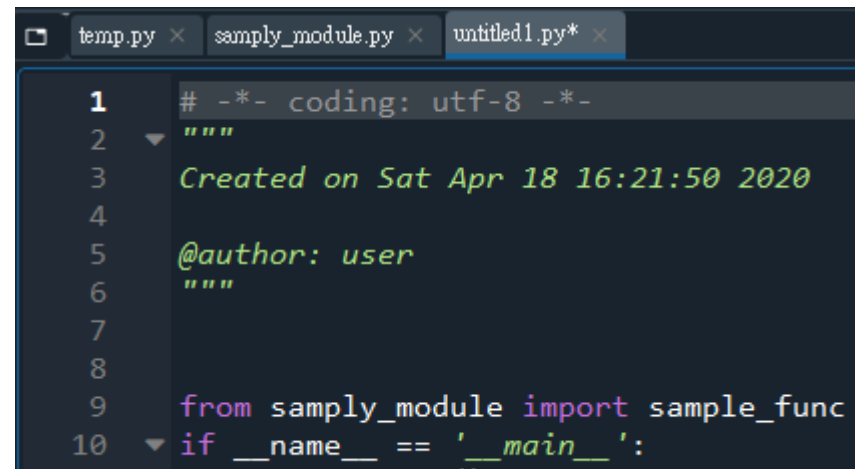 temp.py × samply_module.py × untitled1.py* ×
1 # -*- coding: utf-8 -*-
2 """
3 Created on Sat Apr 18 16:21:50 2020
4
5 @author: user
6 """
7
8
9 from samply_module import sample_func
10 if __name__ == '__main__':